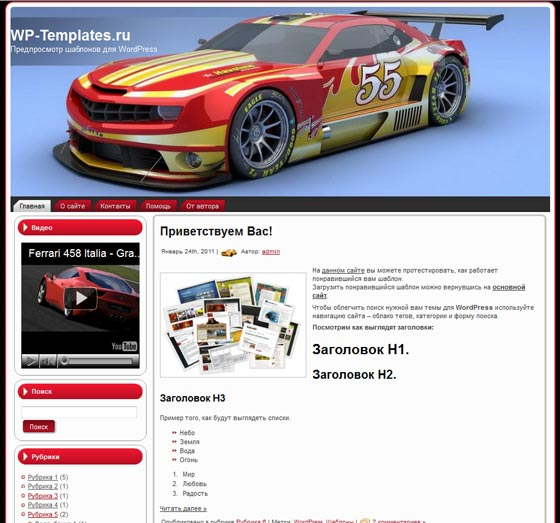 WP-Templates.ru
Предпросмотр шаблонов для WordPress
55
EAGLE
GOOD YEAR
Главная
О сайте
Контакты
Помощь
От автора
Видео
Ferrari 458 Italia - Gra...
YouTube
Поиск
Поиск
Рубрики
Рубрика 1 (5)
Рубрика 2 (1)
Рубрика 3 (1)
Рубрика 4 (1)
Рубрика 5 (2)
Приветствуем Вас!
Январь 24th, 2011 | Автор: admin
На данном сайте вы можете протестировать, как работает
понравившийся вам шаблон.
Загрузить понравившийся шаблон можно вернувшись на основной
сайт.
Чтобы облегчить поиск нужной вам темы для WordPress используйте
навигацию сайта – облако тегов, категории и форму поиска.
Посмотрим как выглядят заголовки:
Заголовок H1.
Заголовок H2.
Заголовок H3
Пример того, как будут выглядеть списки.
Небо
Земля
Вода
Огонь
1. Мир
2. Любовь
3. Радость
Читать далее »
Опубликовано в рубрике Рубрика 6 | Метки: WordPress, Шаблоны | 2 комментария »